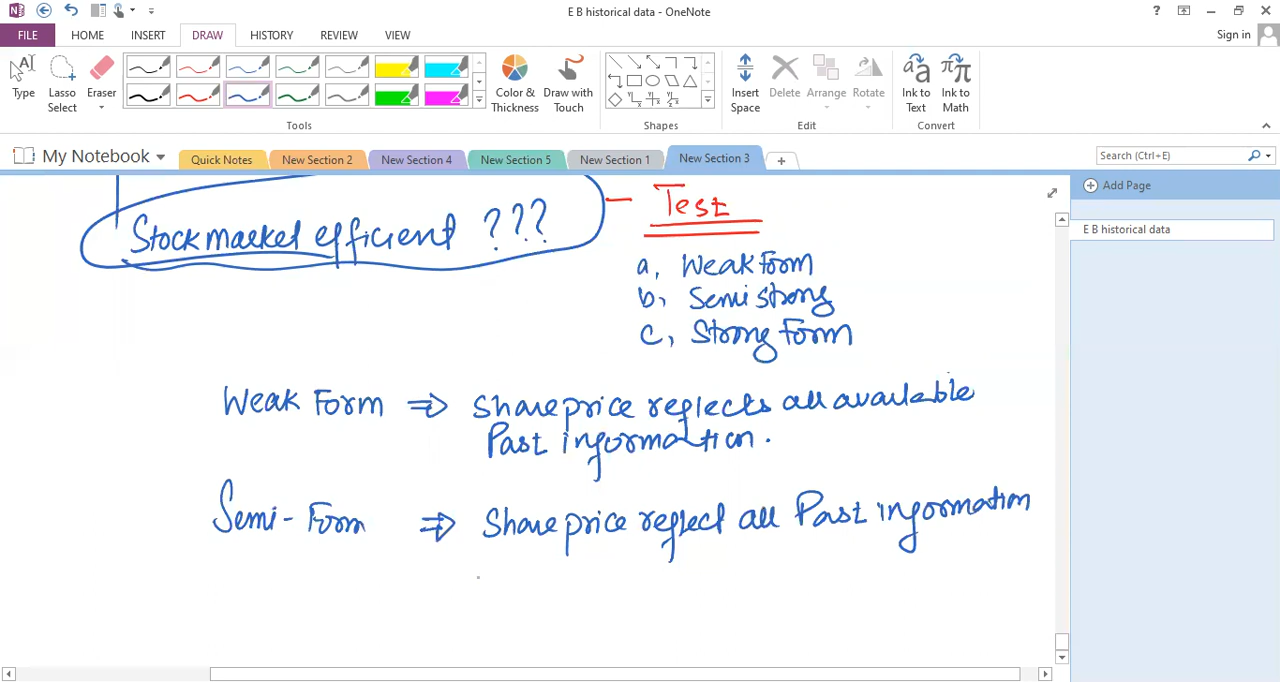 E B historical data - OneNote
?
FILE
HOME
INSERT
DRAW
HISTORY
REVIEW
VIEW
Sign in
Type
Lasso Select
Eraser
Color & Thickness
Draw with Touch
Insert Space
Delete
Arrange
Rotate
Ink to Text
Ink to Math
Tools
Shapes
Edit
Convert
My Notebook
Quick Notes
New Section 2
New Section 4
New Section 5
New Section 1
New Section 3
Search (Ctrl+E)
Add Page
E B historical data
Stock market efficient ???
- Test
a, Weak Form
b, Semi strong
c, Strong Form
Weak Form ⇒ Share price reflects all available
Past information.
Semi- Form ⇒ Share price reflect all Past information